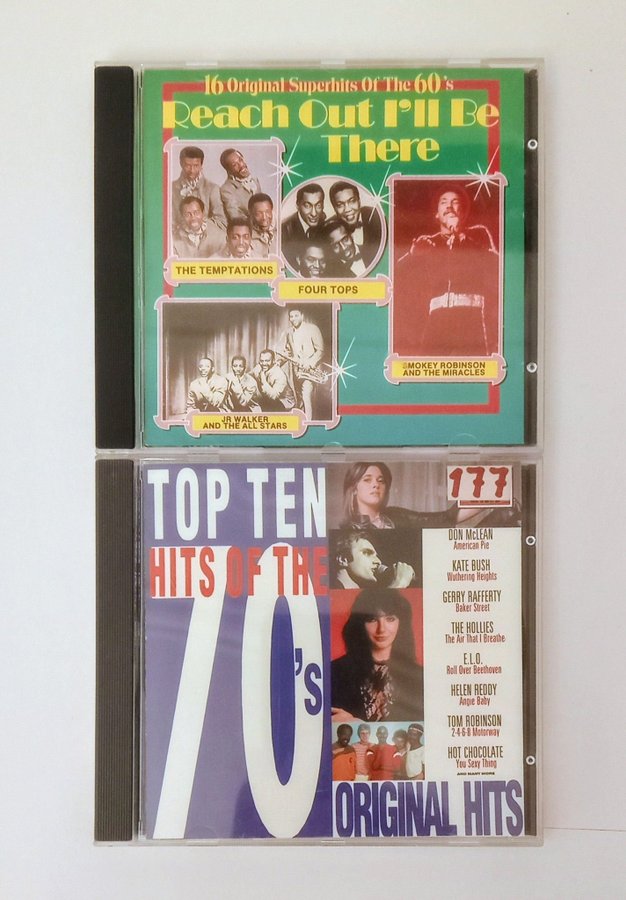 16 Original Superhits Of The 60's
Reach Out I'll Be
There
THE TEMPTATIONS
FOUR TOPS
SMOKEY ROBINSON
AND THE MIRACLES
JR WALKER
AND THE ALL STARS
TOP TEN
HITS OF THE
70's
177
DON McLEAN
American Pie
KATE BUSH
Wuthering Heights
GERRY RAFFERTY
Baker Street
THE HOLLIES
The Air That I Breathe
E.L.O.
Roll Over Beethoven
HELEN REDDY
Angie Baby
TOM ROBINSON
2-4-6-8 Motorway
HOT CHOCOLATE
You Sexy Thing
AND MANY MORE
ORIGINAL HITS